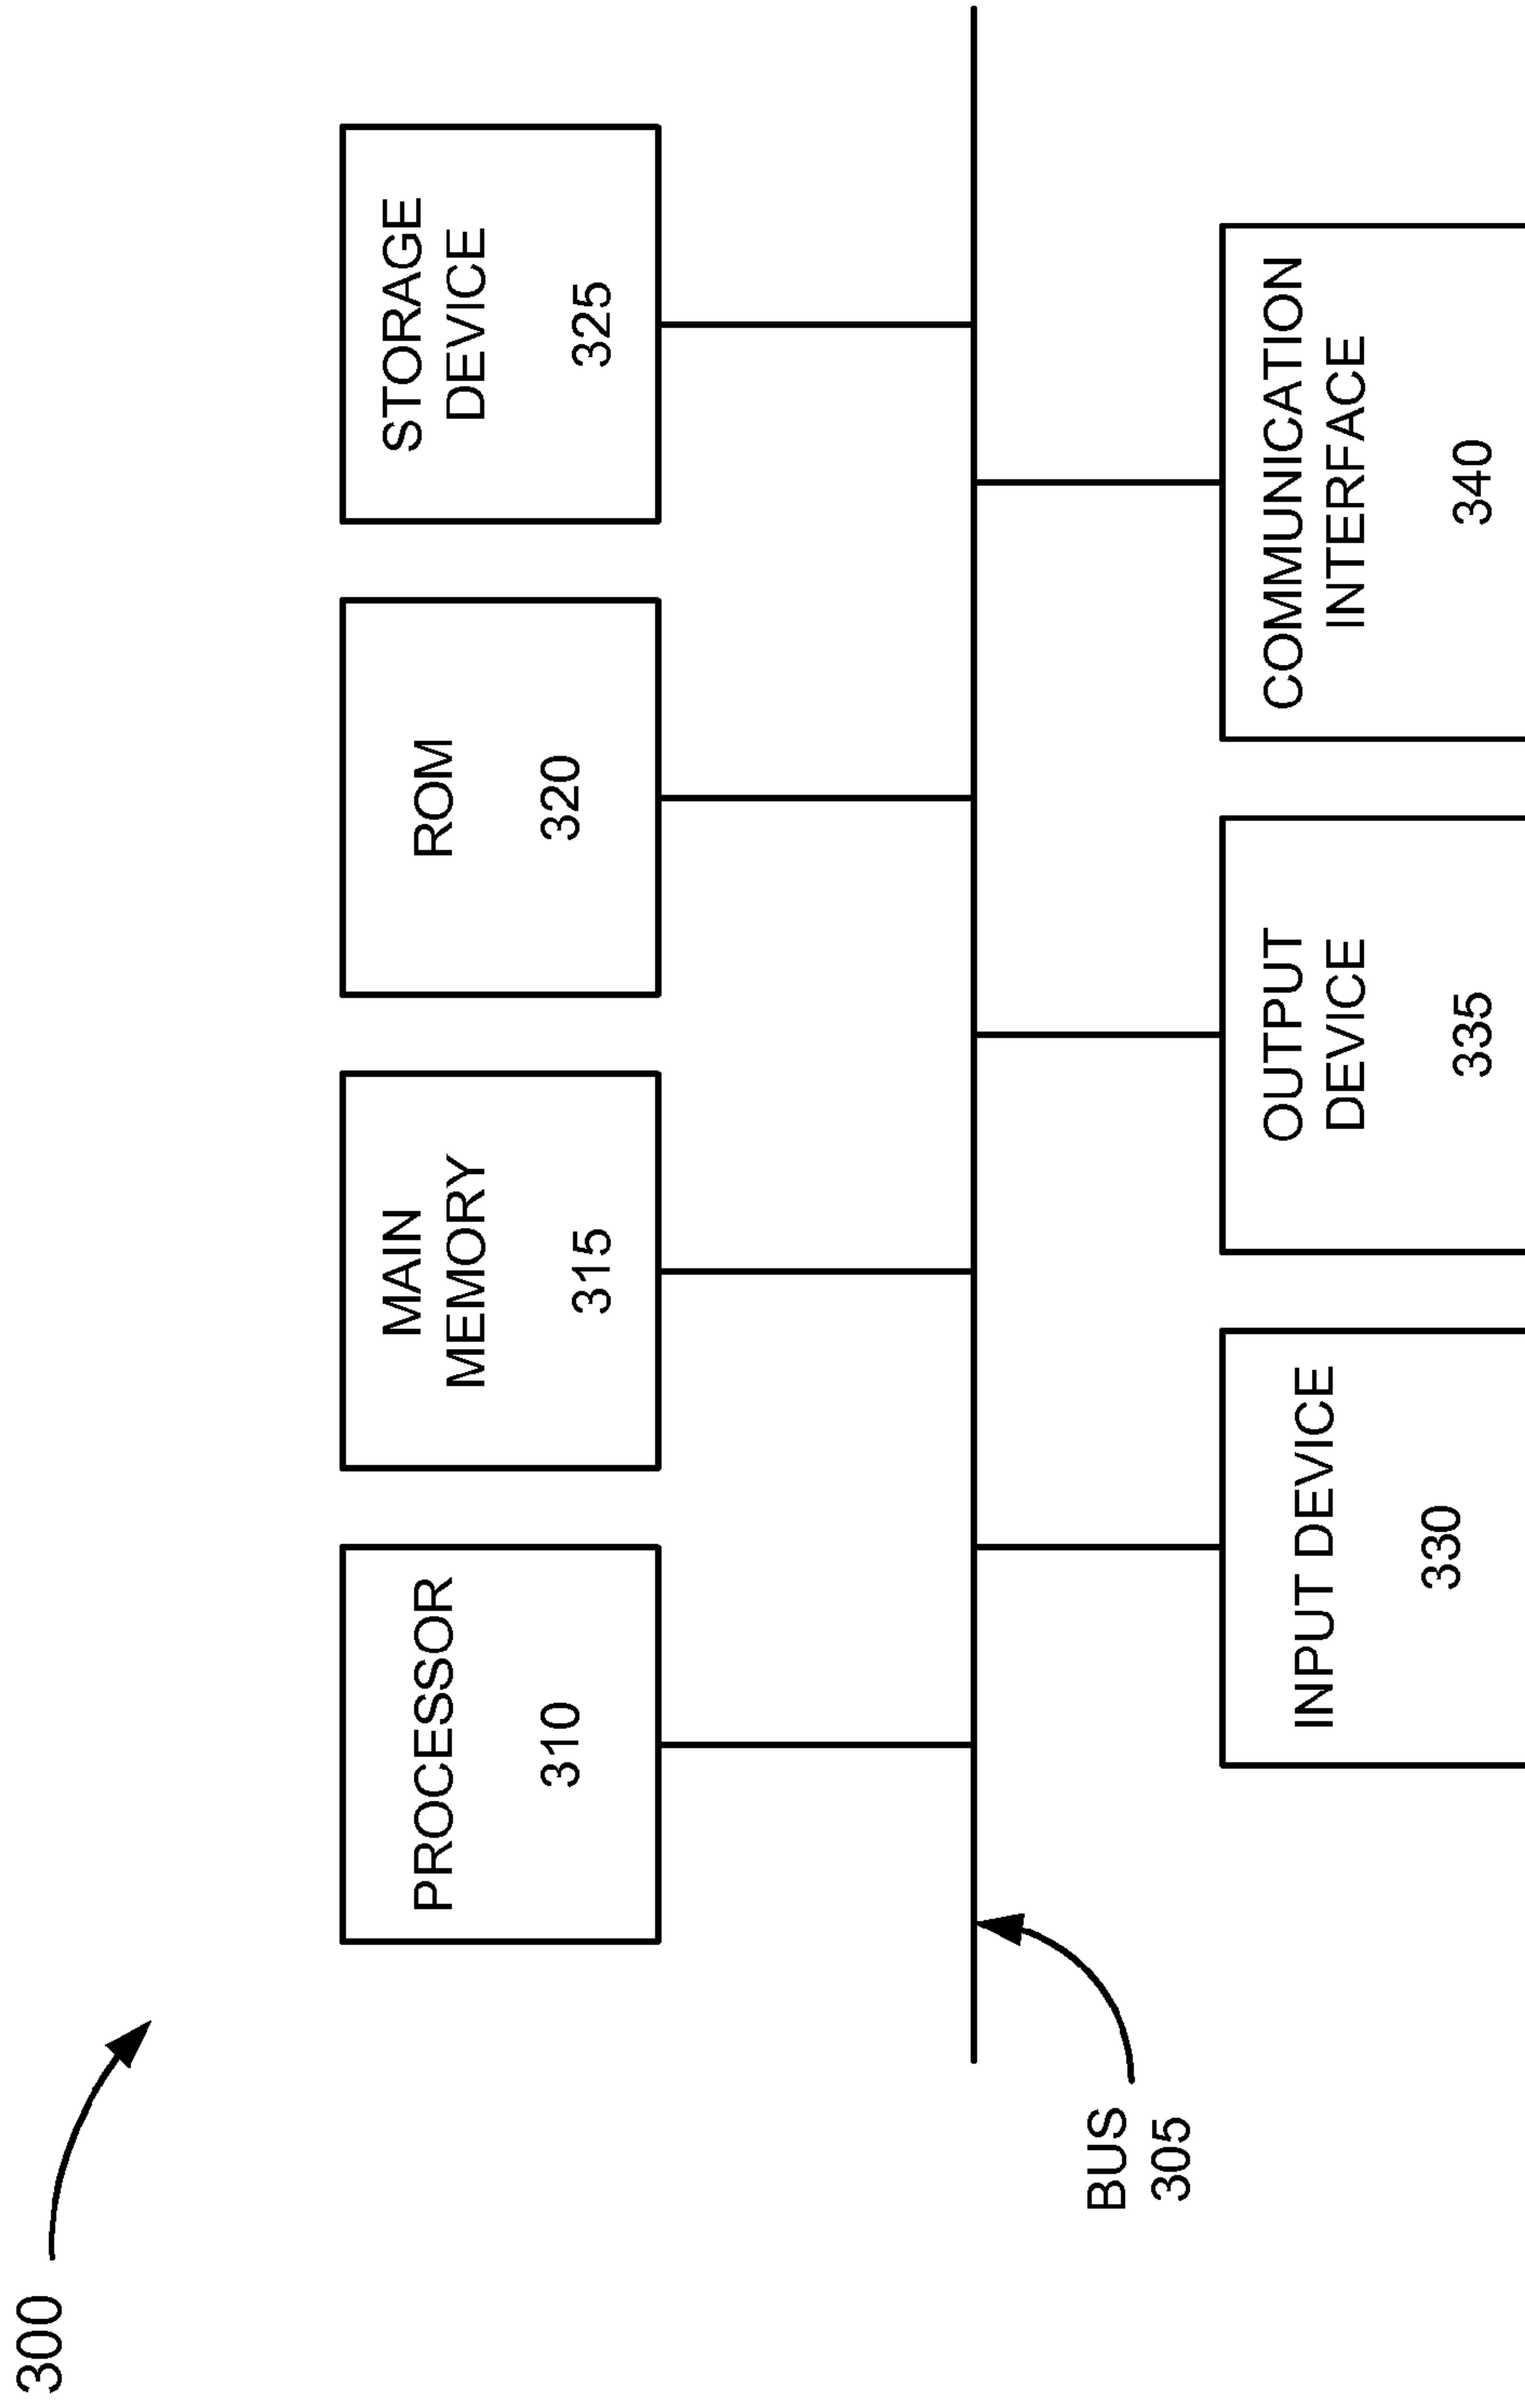 300
PROCESSOR
310
MAIN
MEMORY
315
ROM
320
STORAGE
DEVICE
325
BUS
305
INPUT DEVICE
330
OUTPUT
DEVICE
335
COMMUNICATION
INTERFACE
340